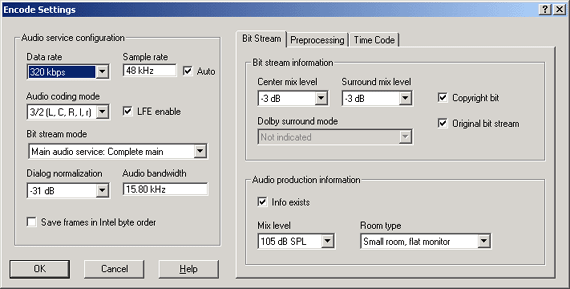 Encode Settings
Audio service configuration
Data rate
Sample rate
320 kbps
48 kHz
Auto
Audio coding mode
3/2 (L, C, R, l, r)
LFE enable
Bit stream mode
Main audio service: Complete main
Dialog normalization
Audio bandwidth
-31 dB
15.80 kHz
Save frames in Intel byte order
OK
Cancel
Help
Bit Stream
Preprocessing
Time Code
Bit stream information
Center mix level
Surround mix level
-3 dB
-3 dB
Copyright bit
Dolby surround mode
Original bit stream
Not indicated
Audio production information
Info exists
Mix level
Room type
105 dB SPL
Small room, flat monitor